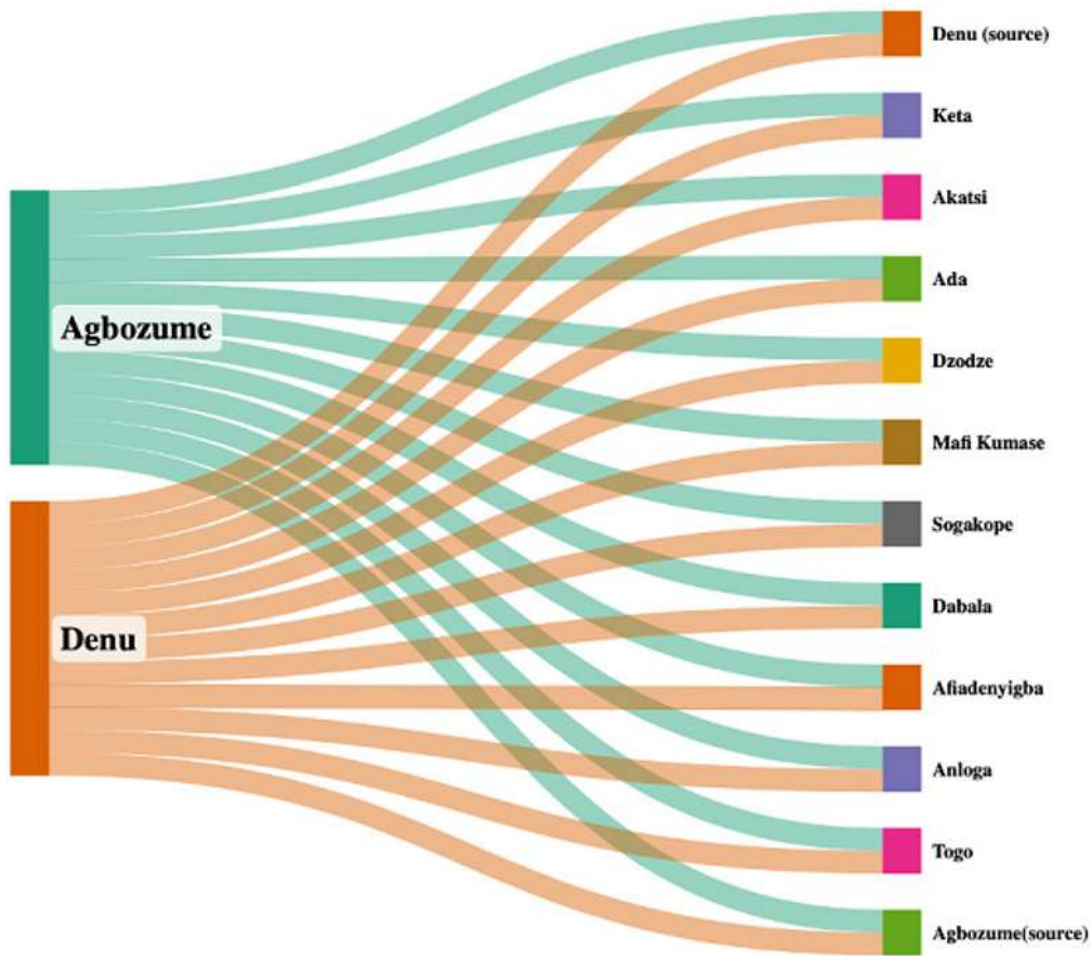 Agbozume
Denu
Denu (source)
Keta
Akatsi
Ada
Dzodze
Mafi Kumase
Sogakope
Dabala
Afiadenyigba
Anloga
Togo
Agbozume(source)